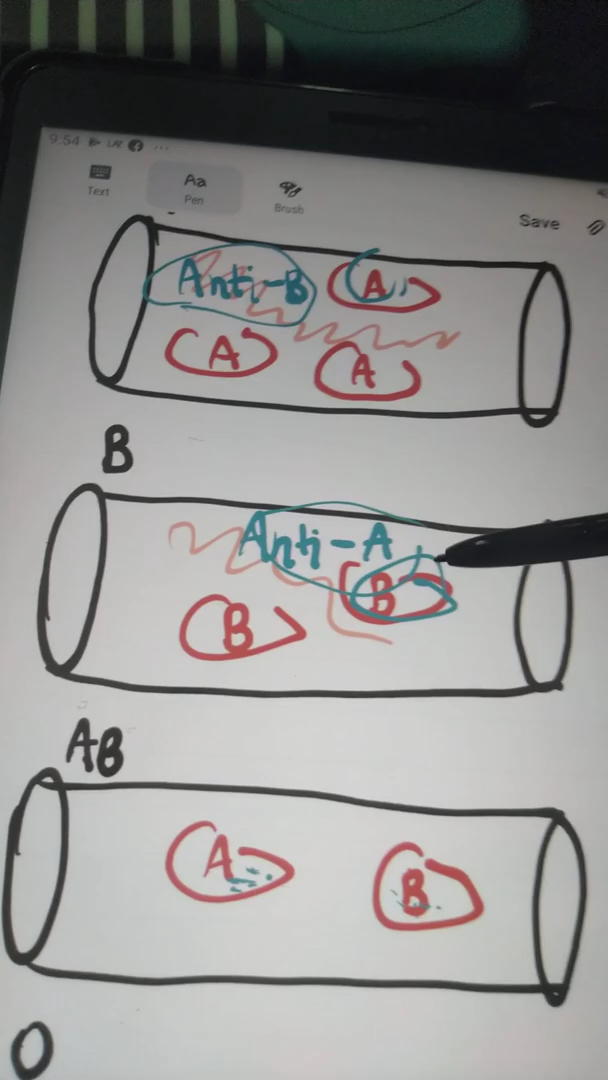 9:54
Text
Aa
Pen
Brush
Save
Anti-B A
A A
B
Anti-A
B B
AB
A B
O